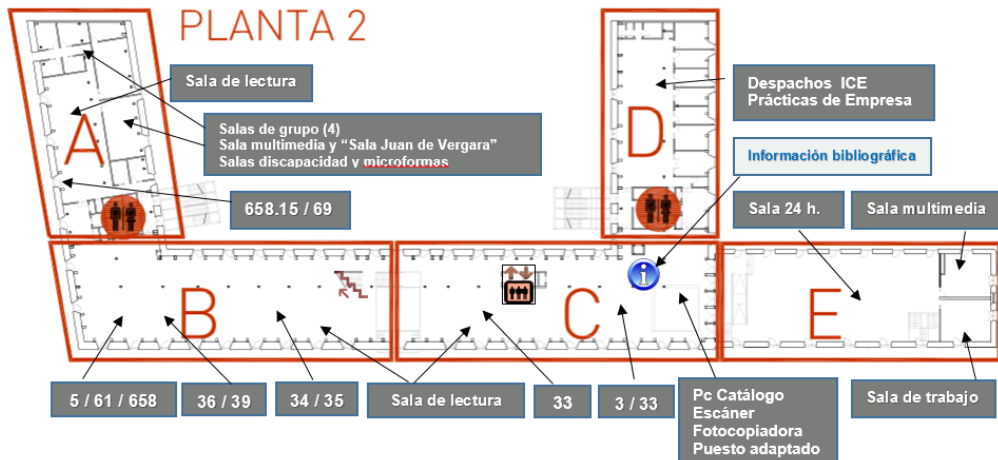 PLANTA 2
Sala de lectura
Salas de grupo (4)
Sala multimedia y “Sala Juan de Vergara”
Salas discapacidad y microformas
658.15 / 69
A
D
Despachos ICE
Prácticas de Empresa
Información bibliográfica
Sala 24 h.
Sala multimedia
B
C
i
E
5 / 61 / 658
36 / 39
34 / 35
Sala de lectura
33
3 / 33
Pc Catálogo
Escáner
Fotocopiadora
Puesto adaptado
Sala de trabajo